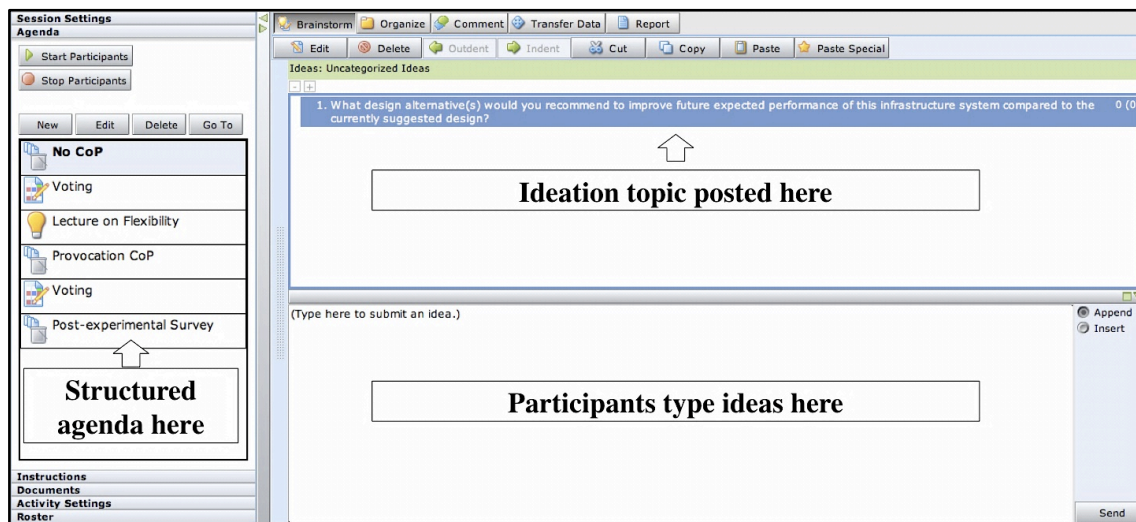 Session Settings
Agenda
Start Participants
Stop Participants
New Edit Delete Go To
No CoP
Voting
Lecture on Flexibility
Provocation CoP
Voting
Post-experimental Survey
Structured
agenda here
Instructions
Documents
Activity Settings
Roster
Brainstorm Organize Comment Transfer Data Report
Edit Delete Outdent Indent Cut Copy Paste Paste Special
Ideas: Uncategorized Ideas
- +
1. What design alternative(s) would you recommend to improve future expected performance of this infrastructure system compared to the 0 (0
currently suggested design?
Ideation topic posted here
(Type here to submit an idea.)
Append
Insert
Participants type ideas here
Send